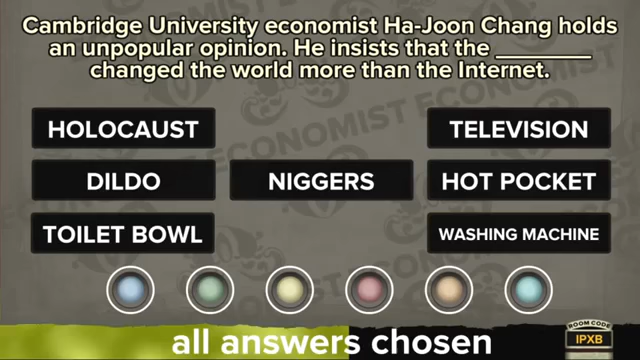 Cambridge University economist Ha-Joon Chang holds
an unpopular opinion. He insists that the ________
changed the world more than the Internet.
HOLOCAUST
TELEVISION
DILDO
NIGGERS
HOT POCKET
TOILET BOWL
WASHING MACHINE
ECONOMIST
all answers chosen
ROOM CODE
IPXB